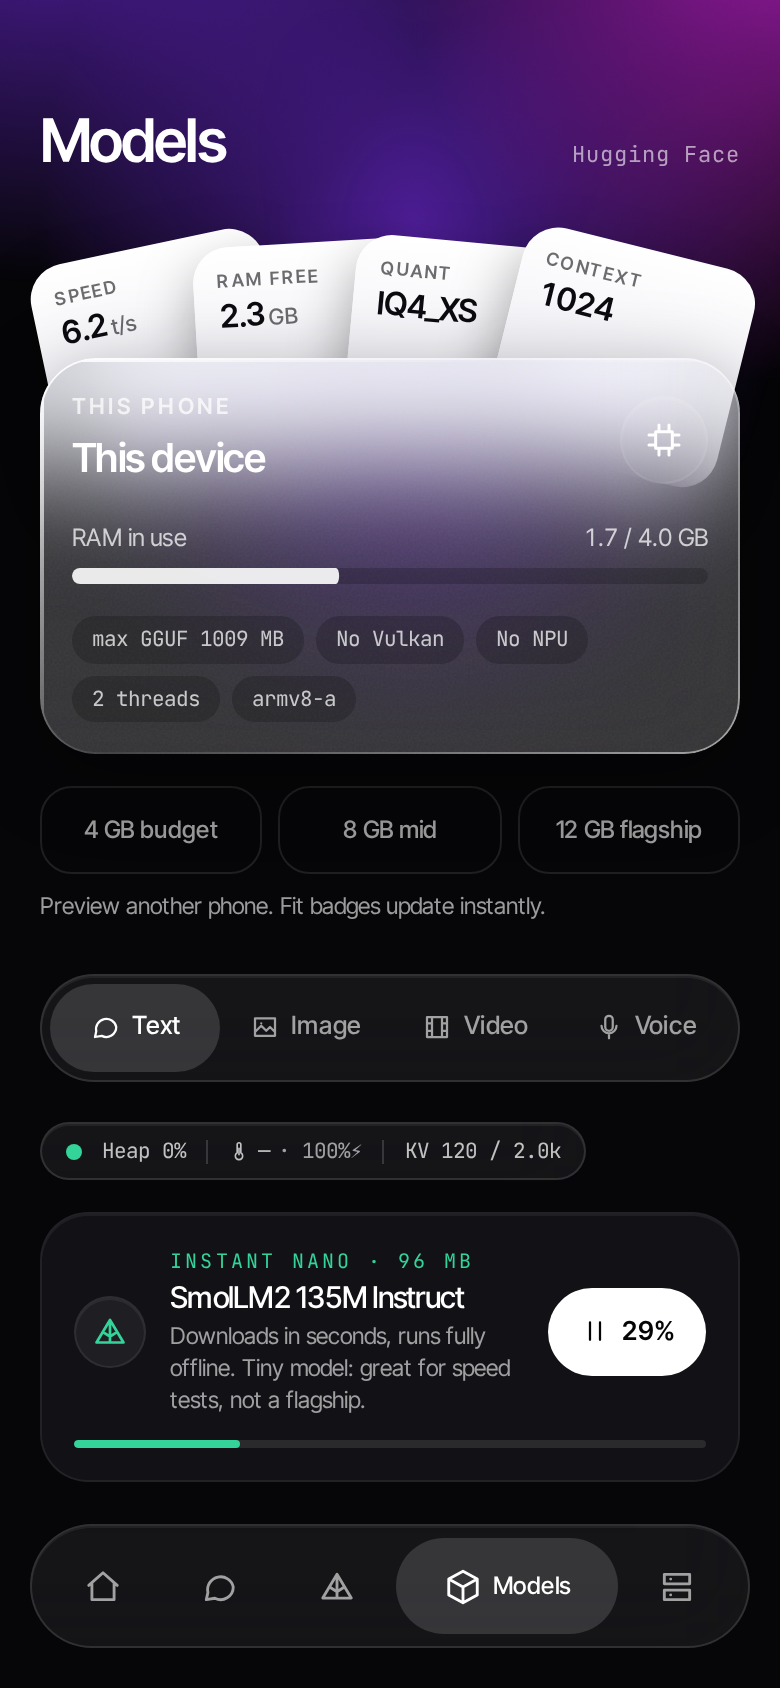 Models
Hugging Face
SPEED
6.2 t/s
RAM FREE
2.3 GB
QUANT
IQ4_XS
CONTEXT
1024
THIS PHONE
This device
RAM in use
1.7 / 4.0 GB
max GGUF 1009 MB
No Vulkan
No NPU
2 threads
armv8-a
4 GB budget
8 GB mid
12 GB flagship
Preview another phone. Fit badges update instantly.
Text
Image
Video
Voice
Heap 0%
— · 100%⚡
KV 120 / 2.0k
INSTANT NANO · 96 MB
SmolLM2 135M Instruct
Downloads in seconds, runs fully
offline. Tiny model: great for speed
tests, not a flagship.
29%
Models